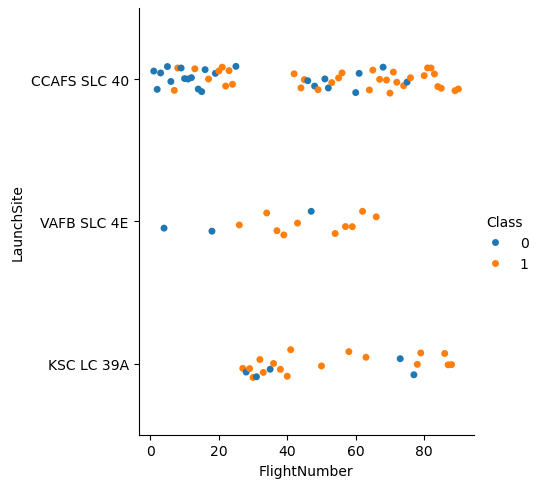 CCAFS SLC 40
VAFB SLC 4E
KSC LC 39A
LaunchSite
0 20 40 60 80
FlightNumber
Class
0
1